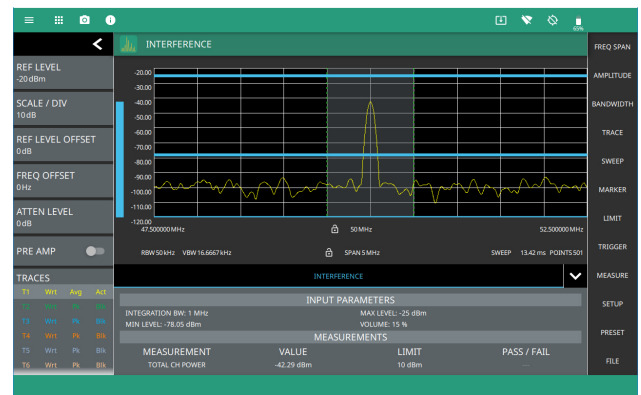 65%
INTERFERENCE
FREQ SPAN
AMPLITUDE
BANDWIDTH
TRACE
SWEEP
MARKER
LIMIT
TRIGGER
MEASURE
SETUP
PRESET
FILE
REF LEVEL
-20 dBm
SCALE / DIV
10 dB
REF LEVEL OFFSET
0 dB
FREQ OFFSET
0 Hz
ATTEN LEVEL
0 dB
PRE AMP
TRACES
T1 Wrt Avg Act
T2 Wrt Pk Blk
T3 Wrt Pk Blk
T4 Wrt Pk Blk
T5 Wrt Pk Blk
T6 Wrt Pk Blk
-20.00
-30.00
-40.00
-50.00
-60.00
-70.00
-80.00
-90.00
-100.00
-110.00
-120.00
47.500000 MHz 50 MHz 52.500000 MHz
RBW 50 kHz VBW 16.6667 kHz SPAN 5 MHz SWEEP 13.42 ms POINTS 501
INTERFERENCE
INPUT PARAMETERS
INTEGRATION BW: 1 MHz MAX LEVEL: -25 dBm
MIN LEVEL: -78.05 dBm VOLUME: 15 %
MEASUREMENTS
MEASUREMENT VALUE LIMIT PASS / FAIL
TOTAL CH POWER -42.29 dBm 10 dBm ---